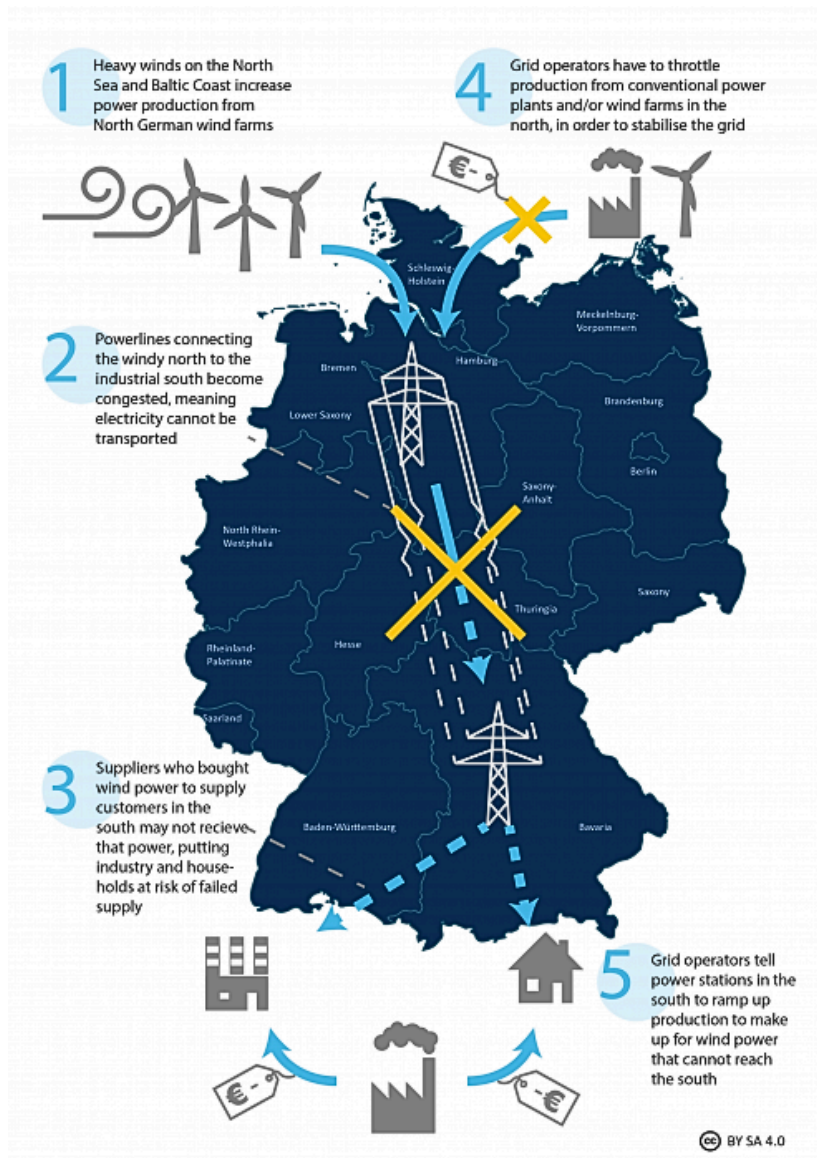 1
Heavy winds on the North
Sea and Baltic Coast increase
power production from
North German wind farms
4
Grid operators have to throttle
production from conventional power
plants and/or wind farms in the
north, in order to stabilise the grid
€-
Schleswig-
Holstein
Mecklnburg-
Vorpommern
2
Powerlines connecting
the windy north to the
industrial south become
congested, meaning
electricity cannot be
transported
Bremen
Hamburg
Lower Saxony
Brandenburg
Berlin
Saxony-
Anhalt
North Rhein-
Westphalia
Saxony
Thuringia
Hesse
Rheinland-
Palatinate
Saarland
3
Suppliers who bought
wind power to supply
customers in the
south may not recieve
that power, putting
industry and house-
holds at risk of failed
supply
Baden-Württemburg
Bavaria
5
Grid operators tell
power stations in the
south to ramp up
production to make
up for wind power
that cannot reach
the south
€-
-€
cc BY SA 4.0